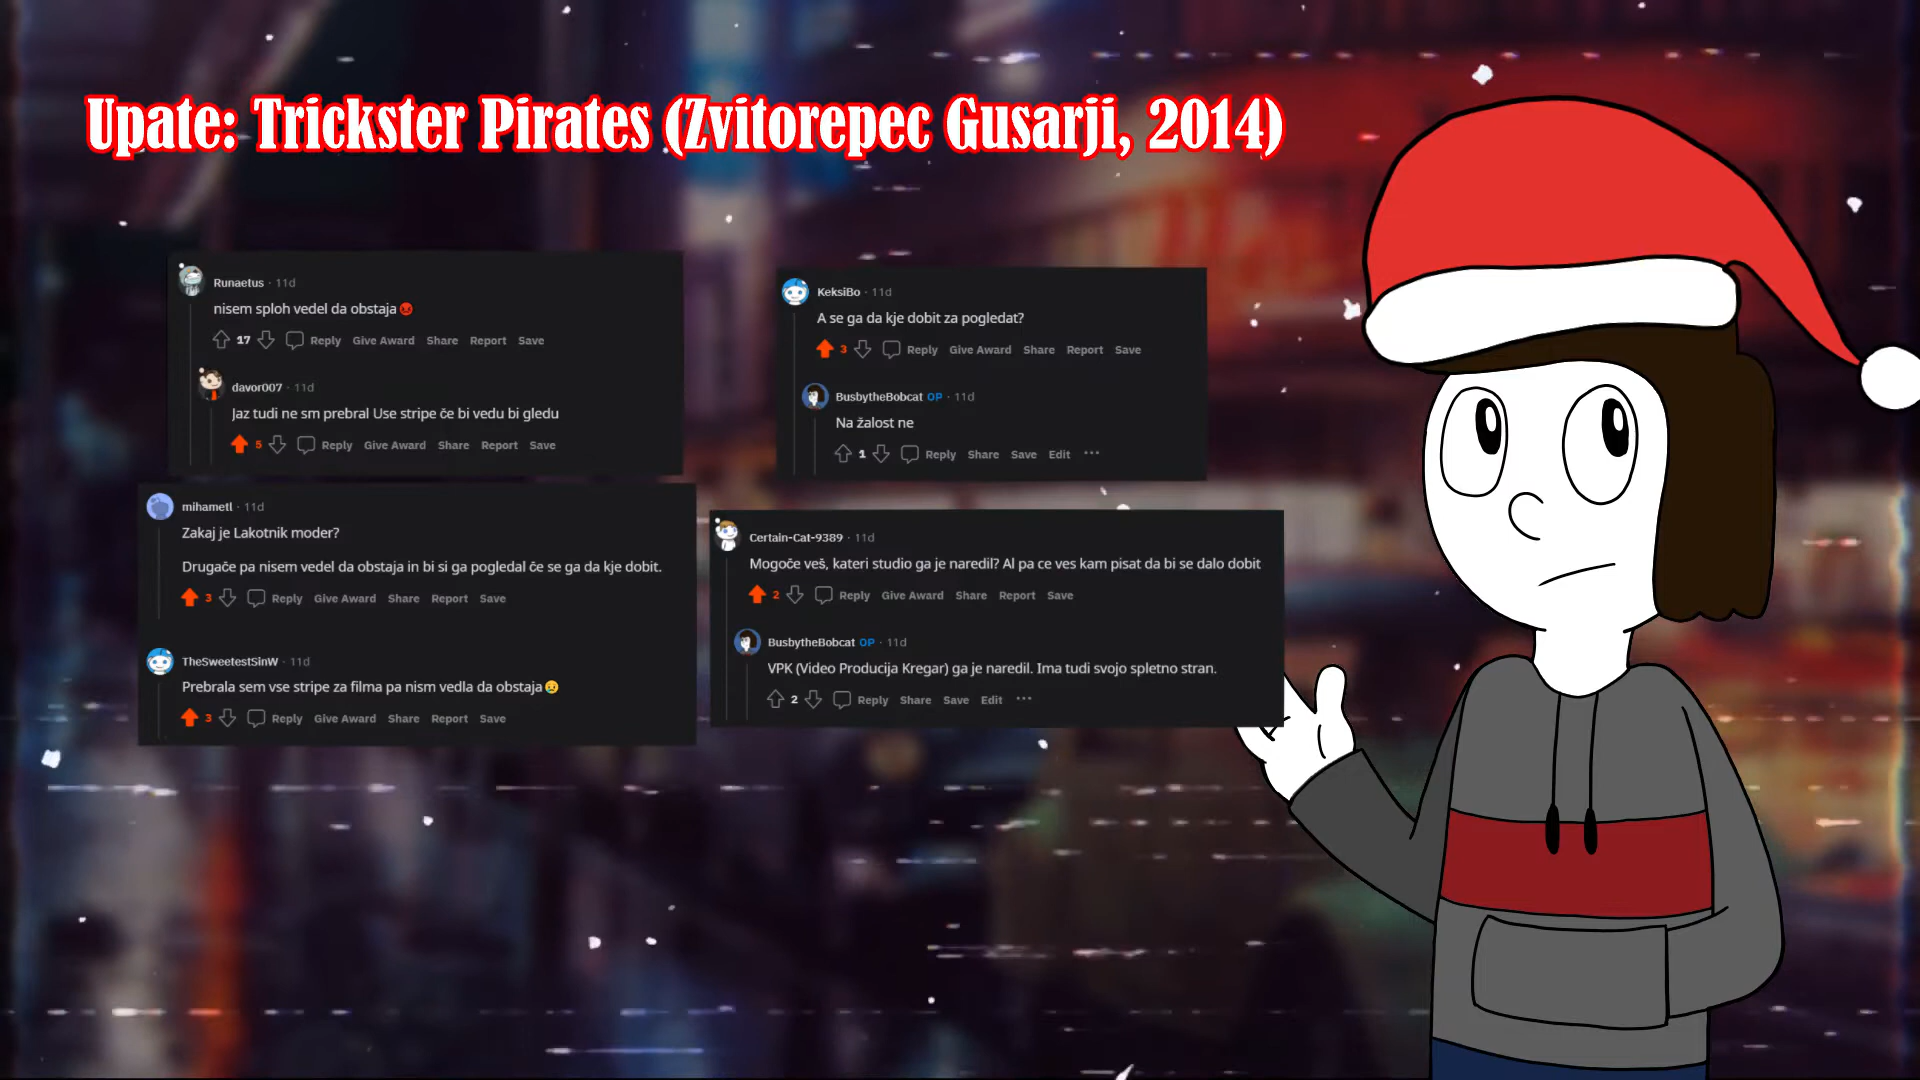 Upate: Trickster Pirates (Zvitorepec Gusarji, 2014)
Runaetus · 11d
nisem sploh vedel da obstaja😡
17 Reply Give Award Share Report Save
davor007 · 11d
Jaz tudi ne sm prebral Use stripe če bi vedu bi gledu
5 Reply Give Award Share Report Save
mihametl · 11d
Zakaj je Lakotnik moder?
Drugače pa nisem vedel da obstaja in bi si ga pogledal če se ga da kje dobit.
3 Reply Give Award Share Report Save
TheSweetestSinW · 11d
Prebrala sem vse stripe za filma pa nism vedla da obstaja😢
3 Reply Give Award Share Report Save
KeksiBo · 11d
A se ga da kje dobit za pogledat?
3 Reply Give Award Share Report Save
BusbytheBobcat OP · 11d
Na žalost ne
1 Reply Share Save Edit ···
Certain-Cat-9389 · 11d
Mogoče veš, kateri studio ga je naredil? Al pa ce ves kam pisat da bi se dalo dobit
2 Reply Give Award Share Report Save
BusbytheBobcat OP · 11d
VPK (Video Producija Kregar) ga je naredil. Ima tudi svojo spletno stran.
2 Reply Share Save Edit ···